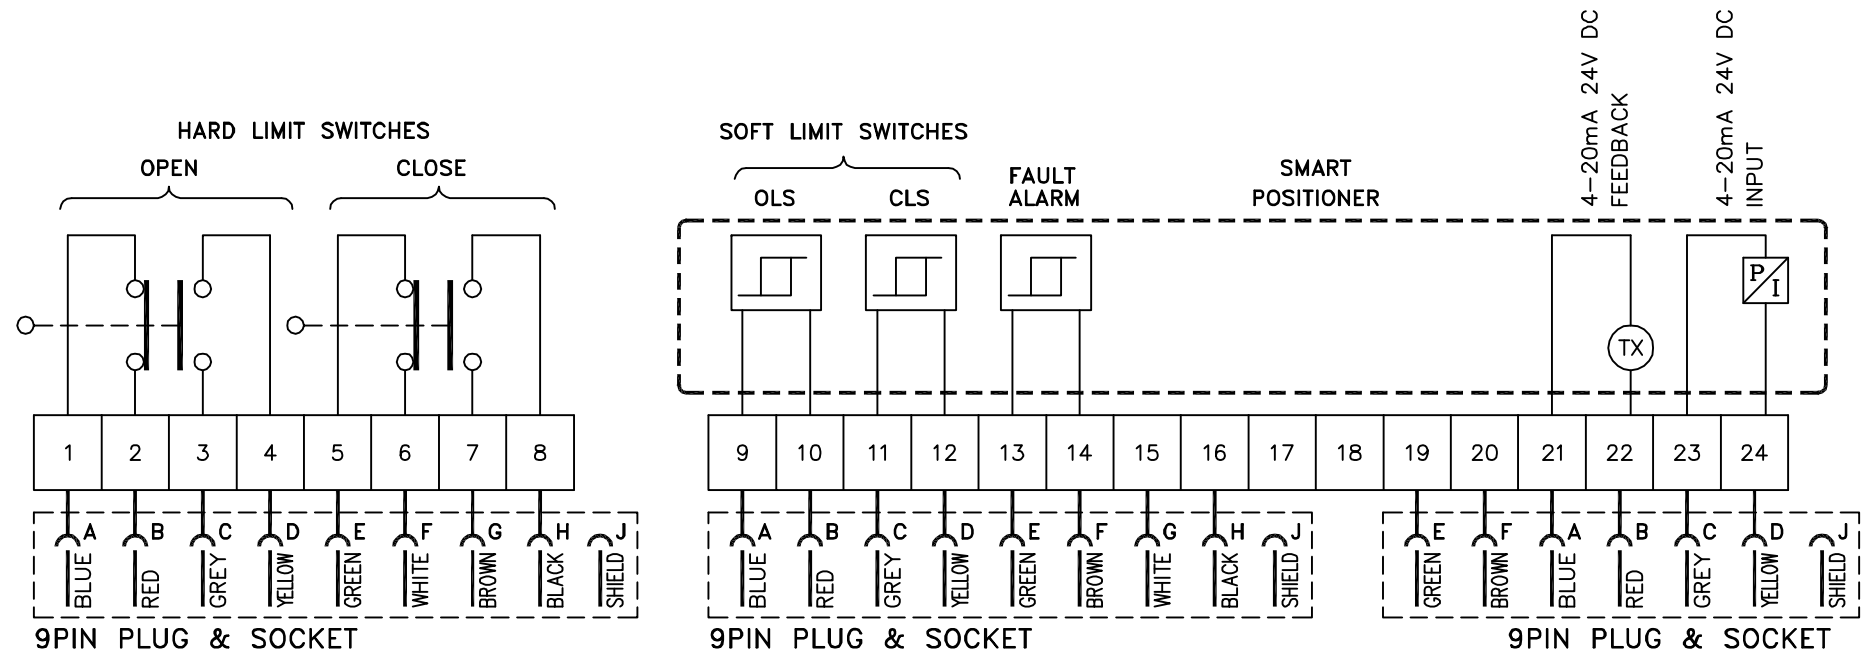 HARD LIMIT SWITCHES
OPEN
CLOSE
SOFT LIMIT SWITCHES
OLS
CLS
FAULT
ALARM
SMART
POSITIONER
4-20mA 24V DC
FEEDBACK
4-20mA 24V DC
INPUT
P/I
TX
1 2 3 4 5 6 7 8
9 10 11 12 13 14 15 16 17 18 19 20 21 22 23 24
A B C D E F G H J
BLUE RED GREY YELLOW GREEN WHITE BROWN BLACK SHIELD
9PIN PLUG & SOCKET
A B C D E F G H J
BLUE RED GREY YELLOW GREEN BROWN WHITE BLACK SHIELD
9PIN PLUG & SOCKET
E F A B C D J
GREEN BROWN BLUE RED GREY YELLOW SHIELD
9PIN PLUG & SOCKET